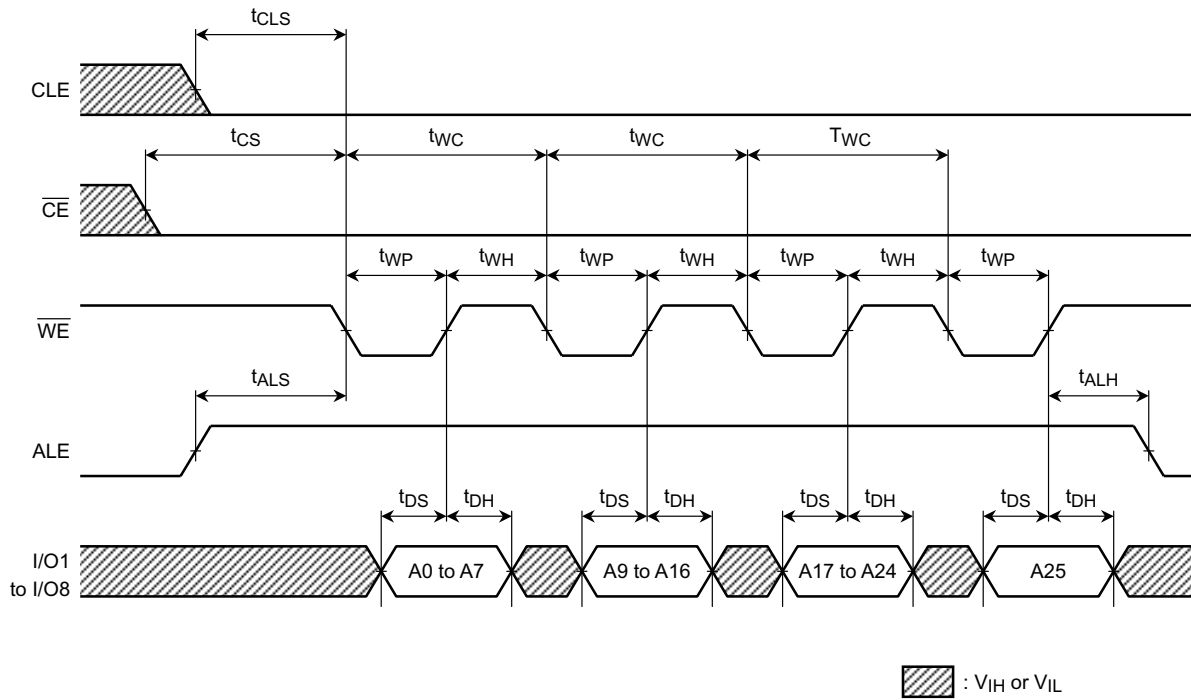 tCLS
CLE
tCS tWC tWC TWC
CE
tWP tWH tWP tWH tWP tWH tWP
WE
tALS tALH
ALE
tDS tDH tDS tDH tDS tDH tDS tDH
I/O1
to I/O8
A0 to A7 A9 to A16 A17 to A24 A25
: VIH or VIL